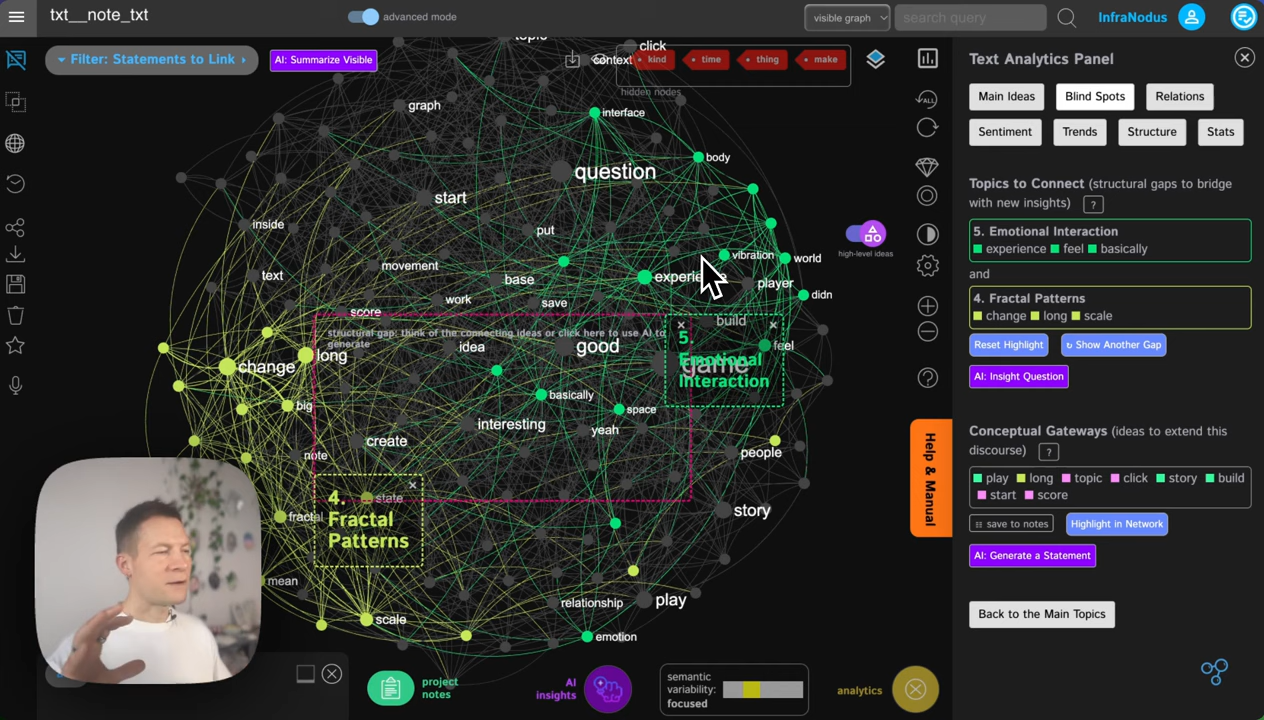 txt__note_txt
advanced mode
visible graph
search query
InfraNodus
Filter: Statements to Link
AI: Summarize Visible
topic
click
context
kind
time
thing
make
hidden nodes
graph
interface
question
body
start
inside
put
text
movement
base
experience
vibration
world
player
high-level ideas
work
save
didn
score
structural gap: think of the connecting ideas or click here to use AI to
generate
build
idea
good
game
feel
5.
Emotional
Interaction
change
long
big
basically
space
interesting
yeah
create
note
people
4.
state
Fractal
Patterns
fractal
story
mean
scale
relationship
play
emotion
project
notes
AI
insights
semantic
variability:
focused
analytics
Help & Manual
ALL
Text Analytics Panel
Main Ideas
Blind Spots
Relations
Sentiment
Trends
Structure
Stats
Topics to Connect (structural gaps to bridge
with new insights) ?
5. Emotional Interaction
experience feel basically
and
4. Fractal Patterns
change long scale
Reset Highlight
↻ Show Another Gap
AI: Insight Question
Conceptual Gateways (ideas to extend this
discourse) ?
play long topic click story build
start score
save to notes
Highlight in Network
AI: Generate a Statement
Back to the Main Topics